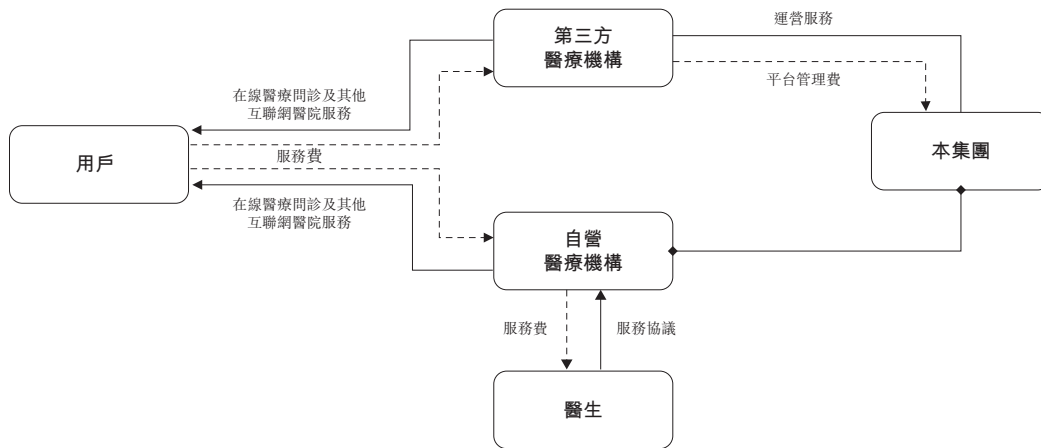 運營服務
第三方
醫療機構
平台管理費
在線醫療問診及其他
互聯網醫院服務
用戶
服務費
本集團
在線醫療問診及其他
互聯網醫院服務
自營
醫療機構
服務費
服務協議
醫生